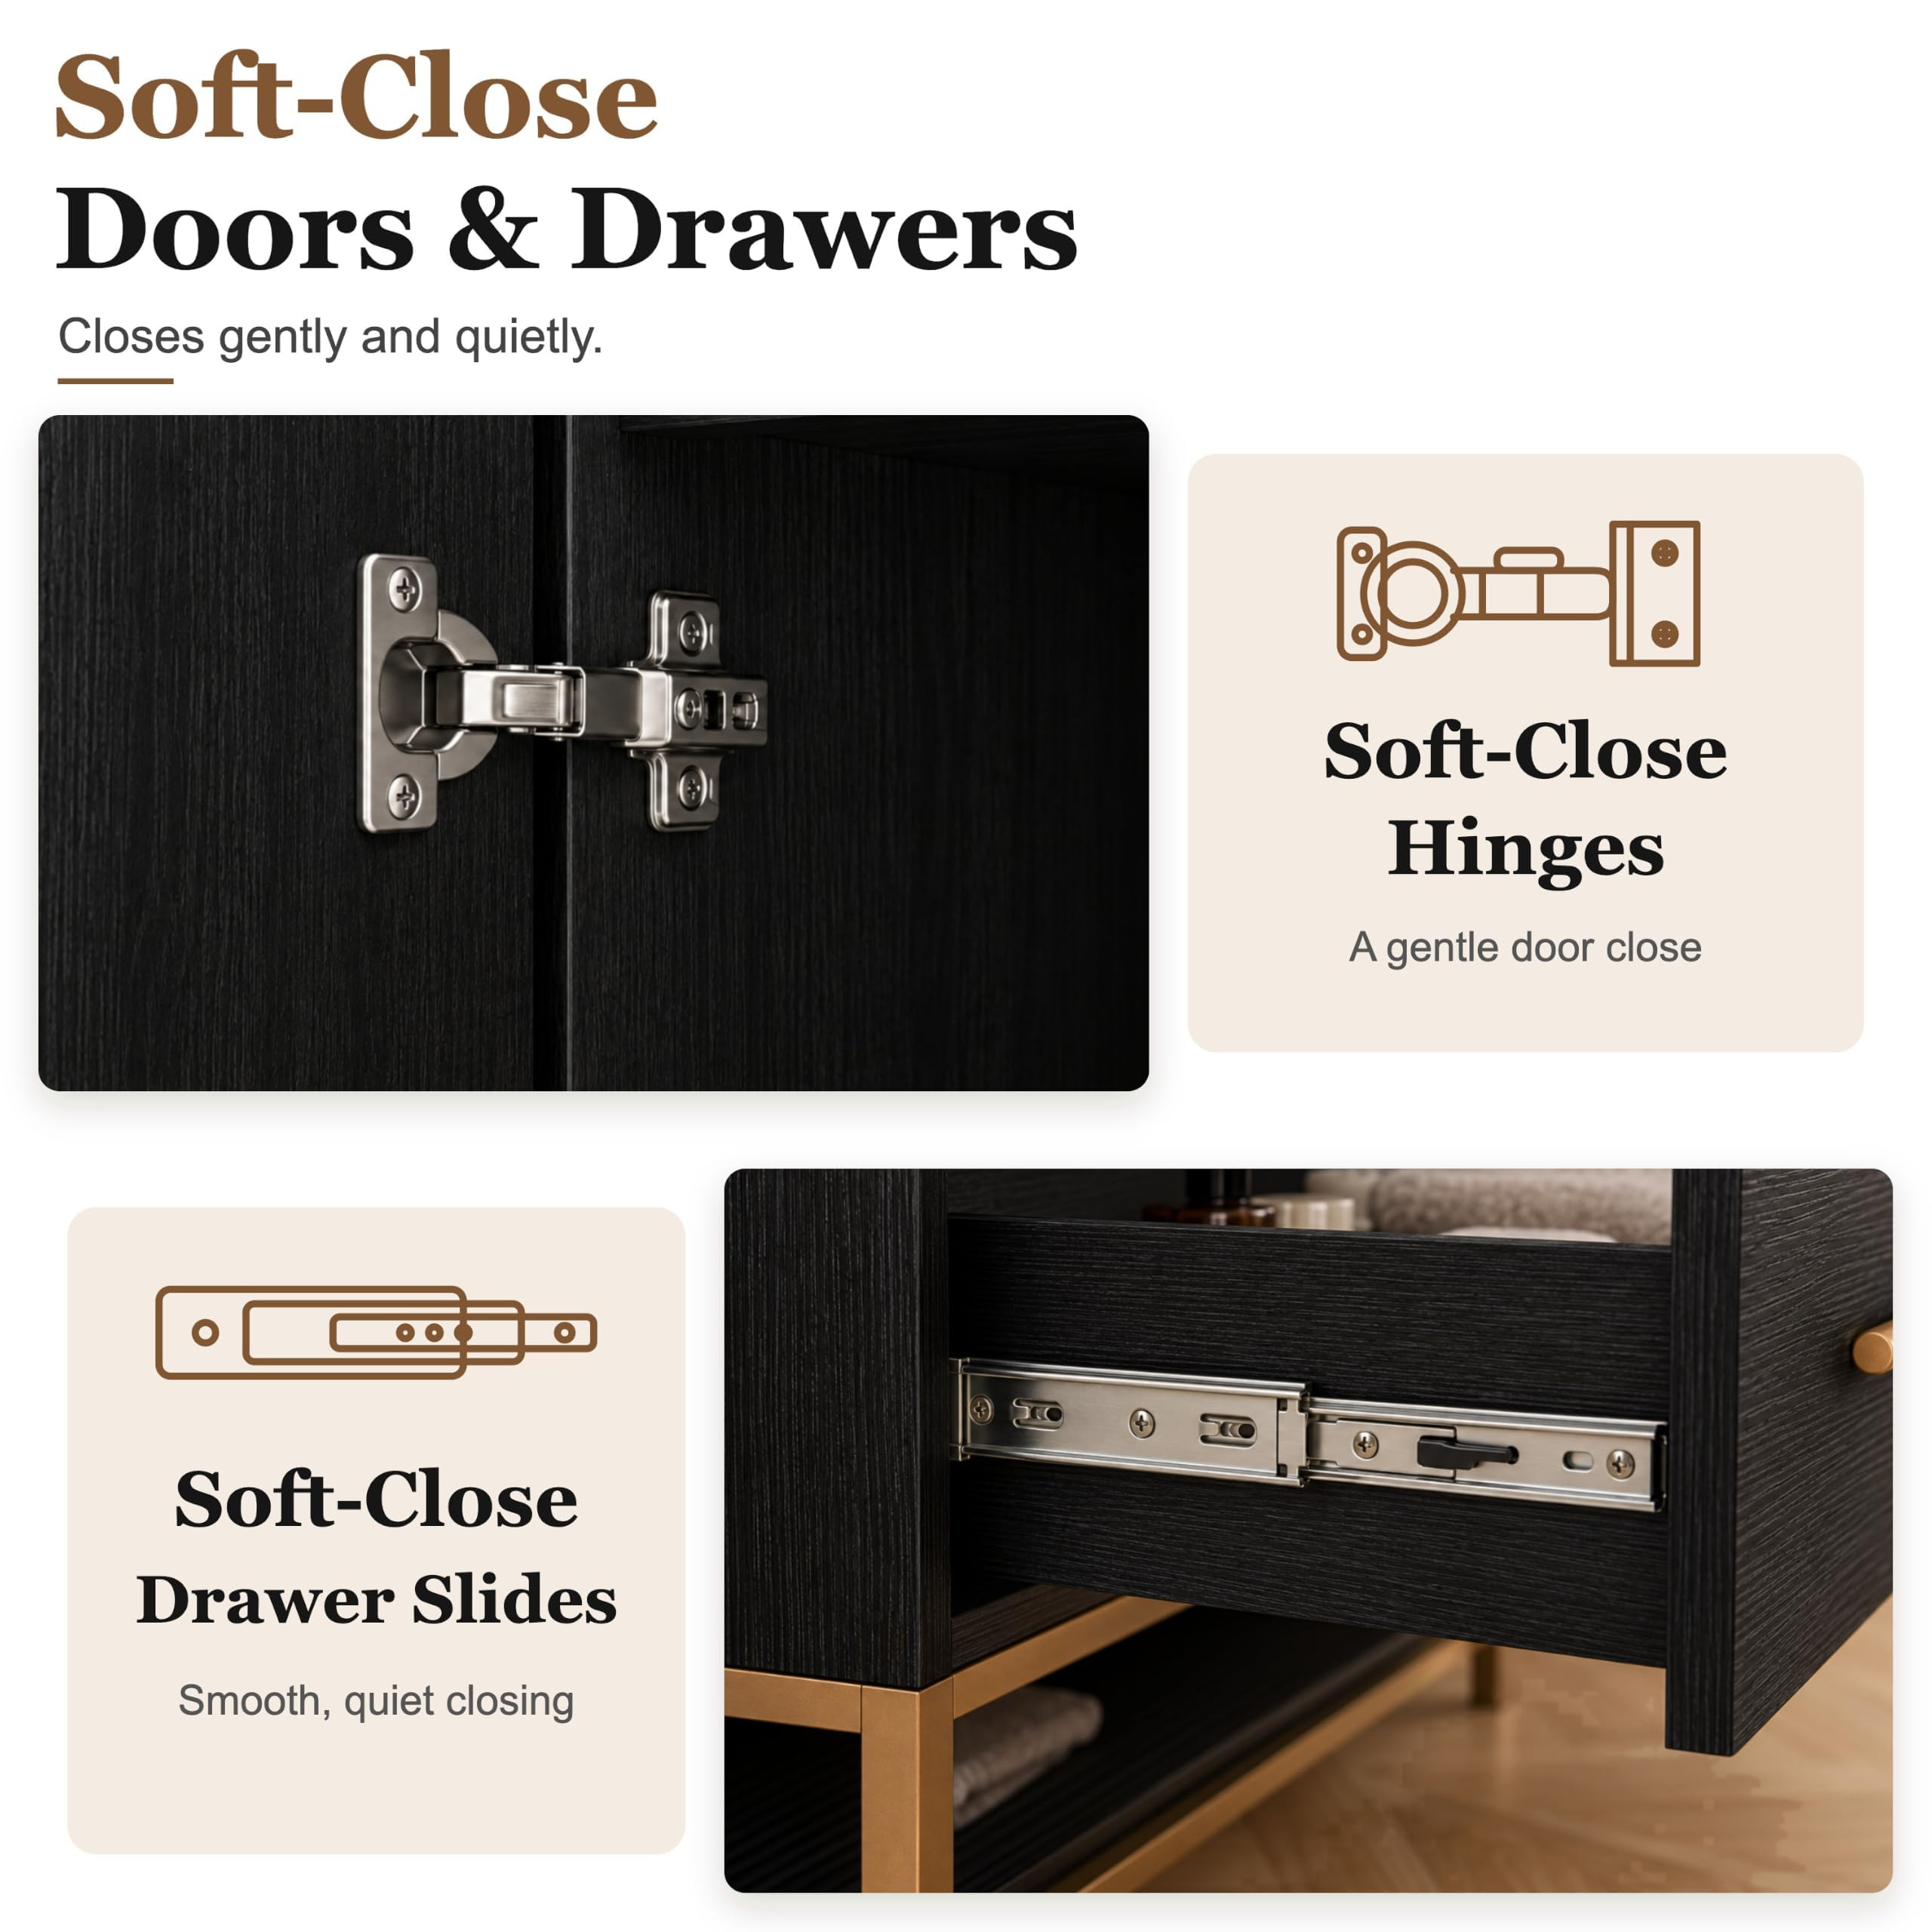 Soft-Close
Doors & Drawers
Closes gently and quietly.
Soft-Close
Hinges
A gentle door close
Soft-Close
Drawer Slides
Smooth, quiet closing